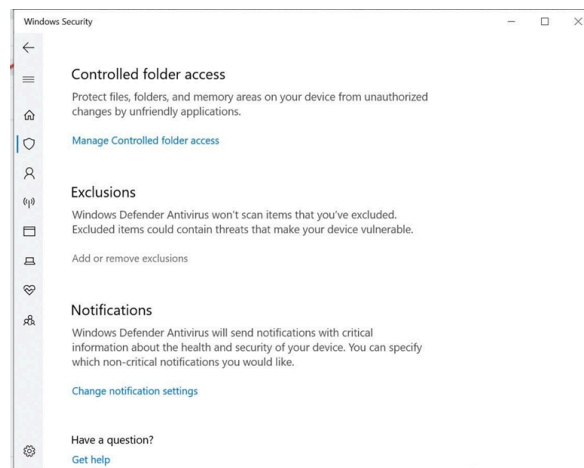 Windows Security
Controlled folder access
Protect files, folders, and memory areas on your device from unauthorized
changes by unfriendly applications.
Manage Controlled folder access
Exclusions
Windows Defender Antivirus won't scan items that you've excluded.
Excluded items could contain threats that make your device vulnerable.
Add or remove exclusions
Notifications
Windows Defender Antivirus will send notifications with critical
information about the health and security of your device. You can specify
which non-critical notifications you would like.
Change notification settings
Have a question?
Get help